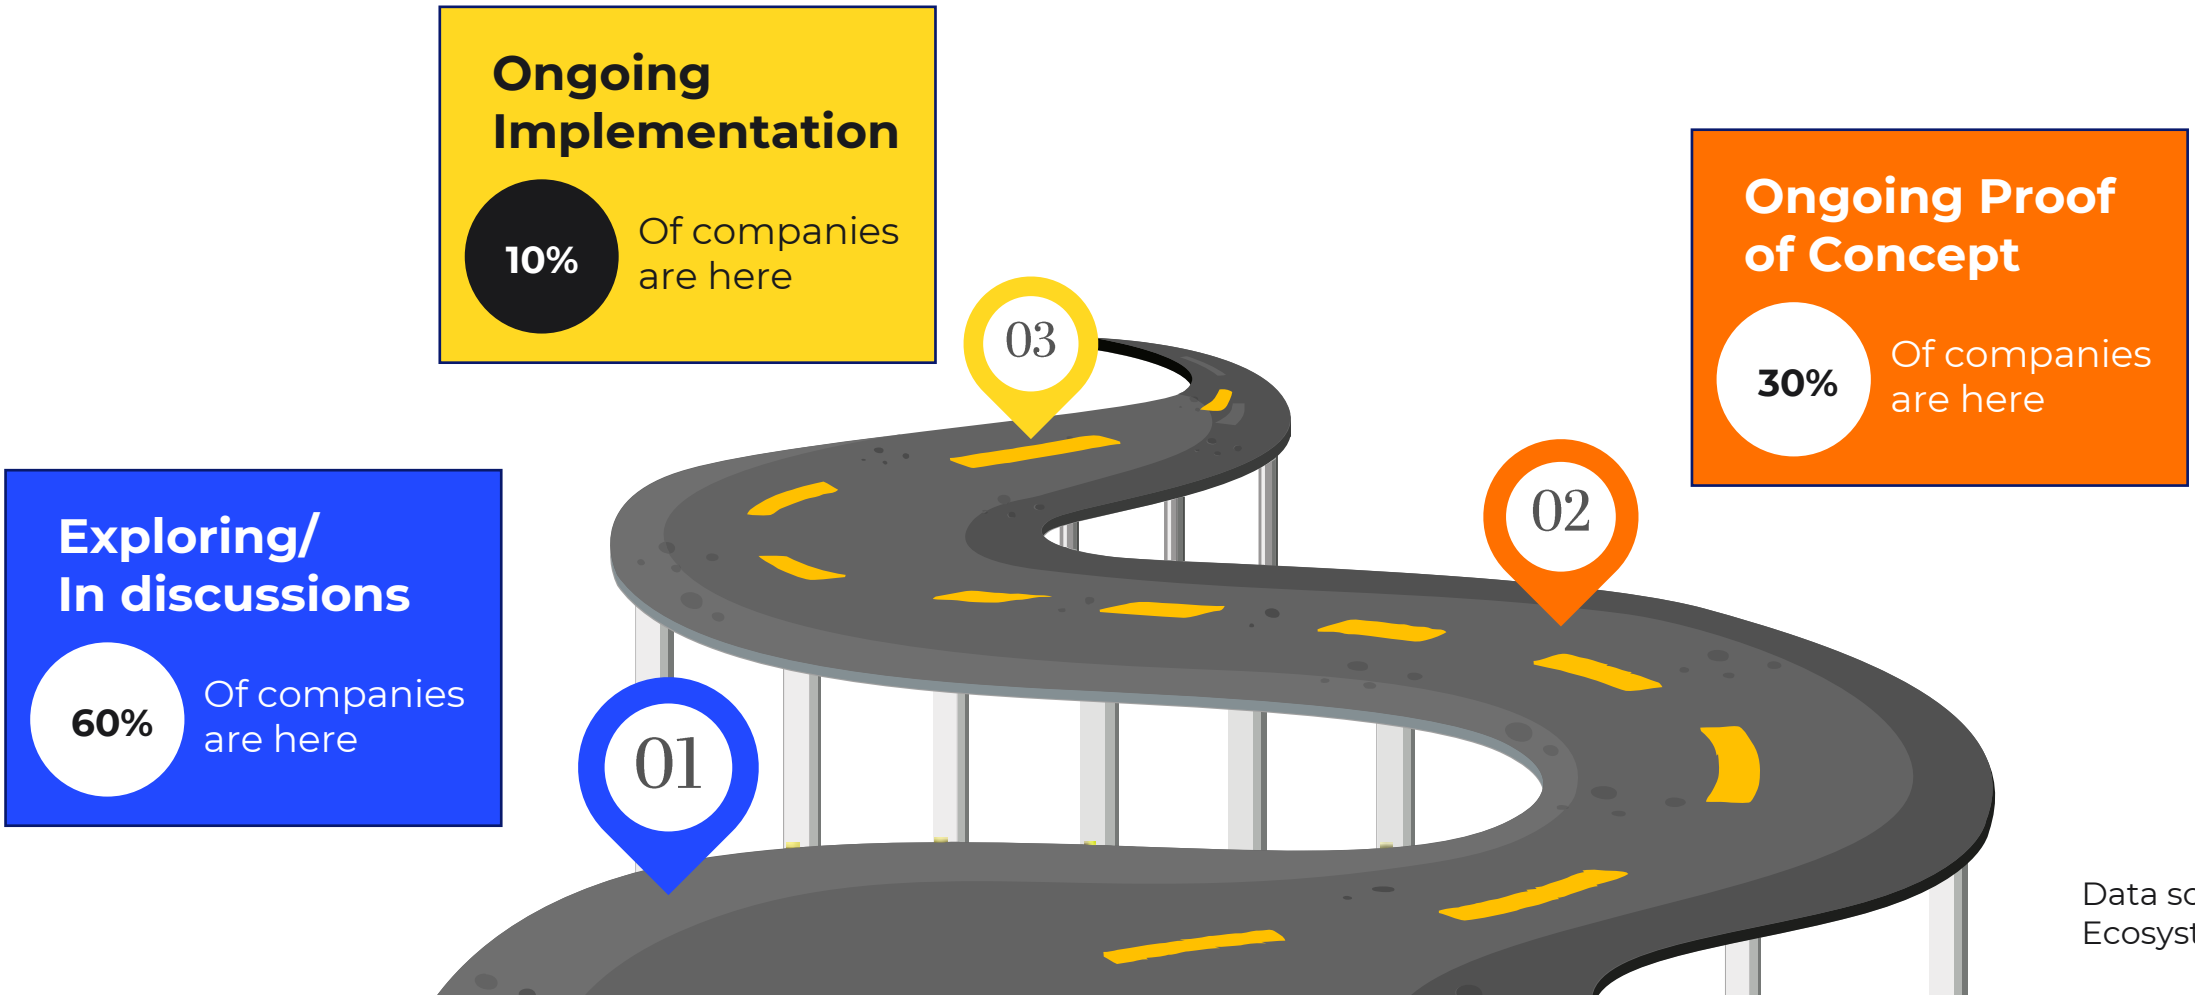 Ongoing
Implementation
10%
Of companies
are here
03
Ongoing Proof
of Concept
30%
Of companies
are here
02
Exploring/
In discussions
60%
Of companies
are here
01
Data